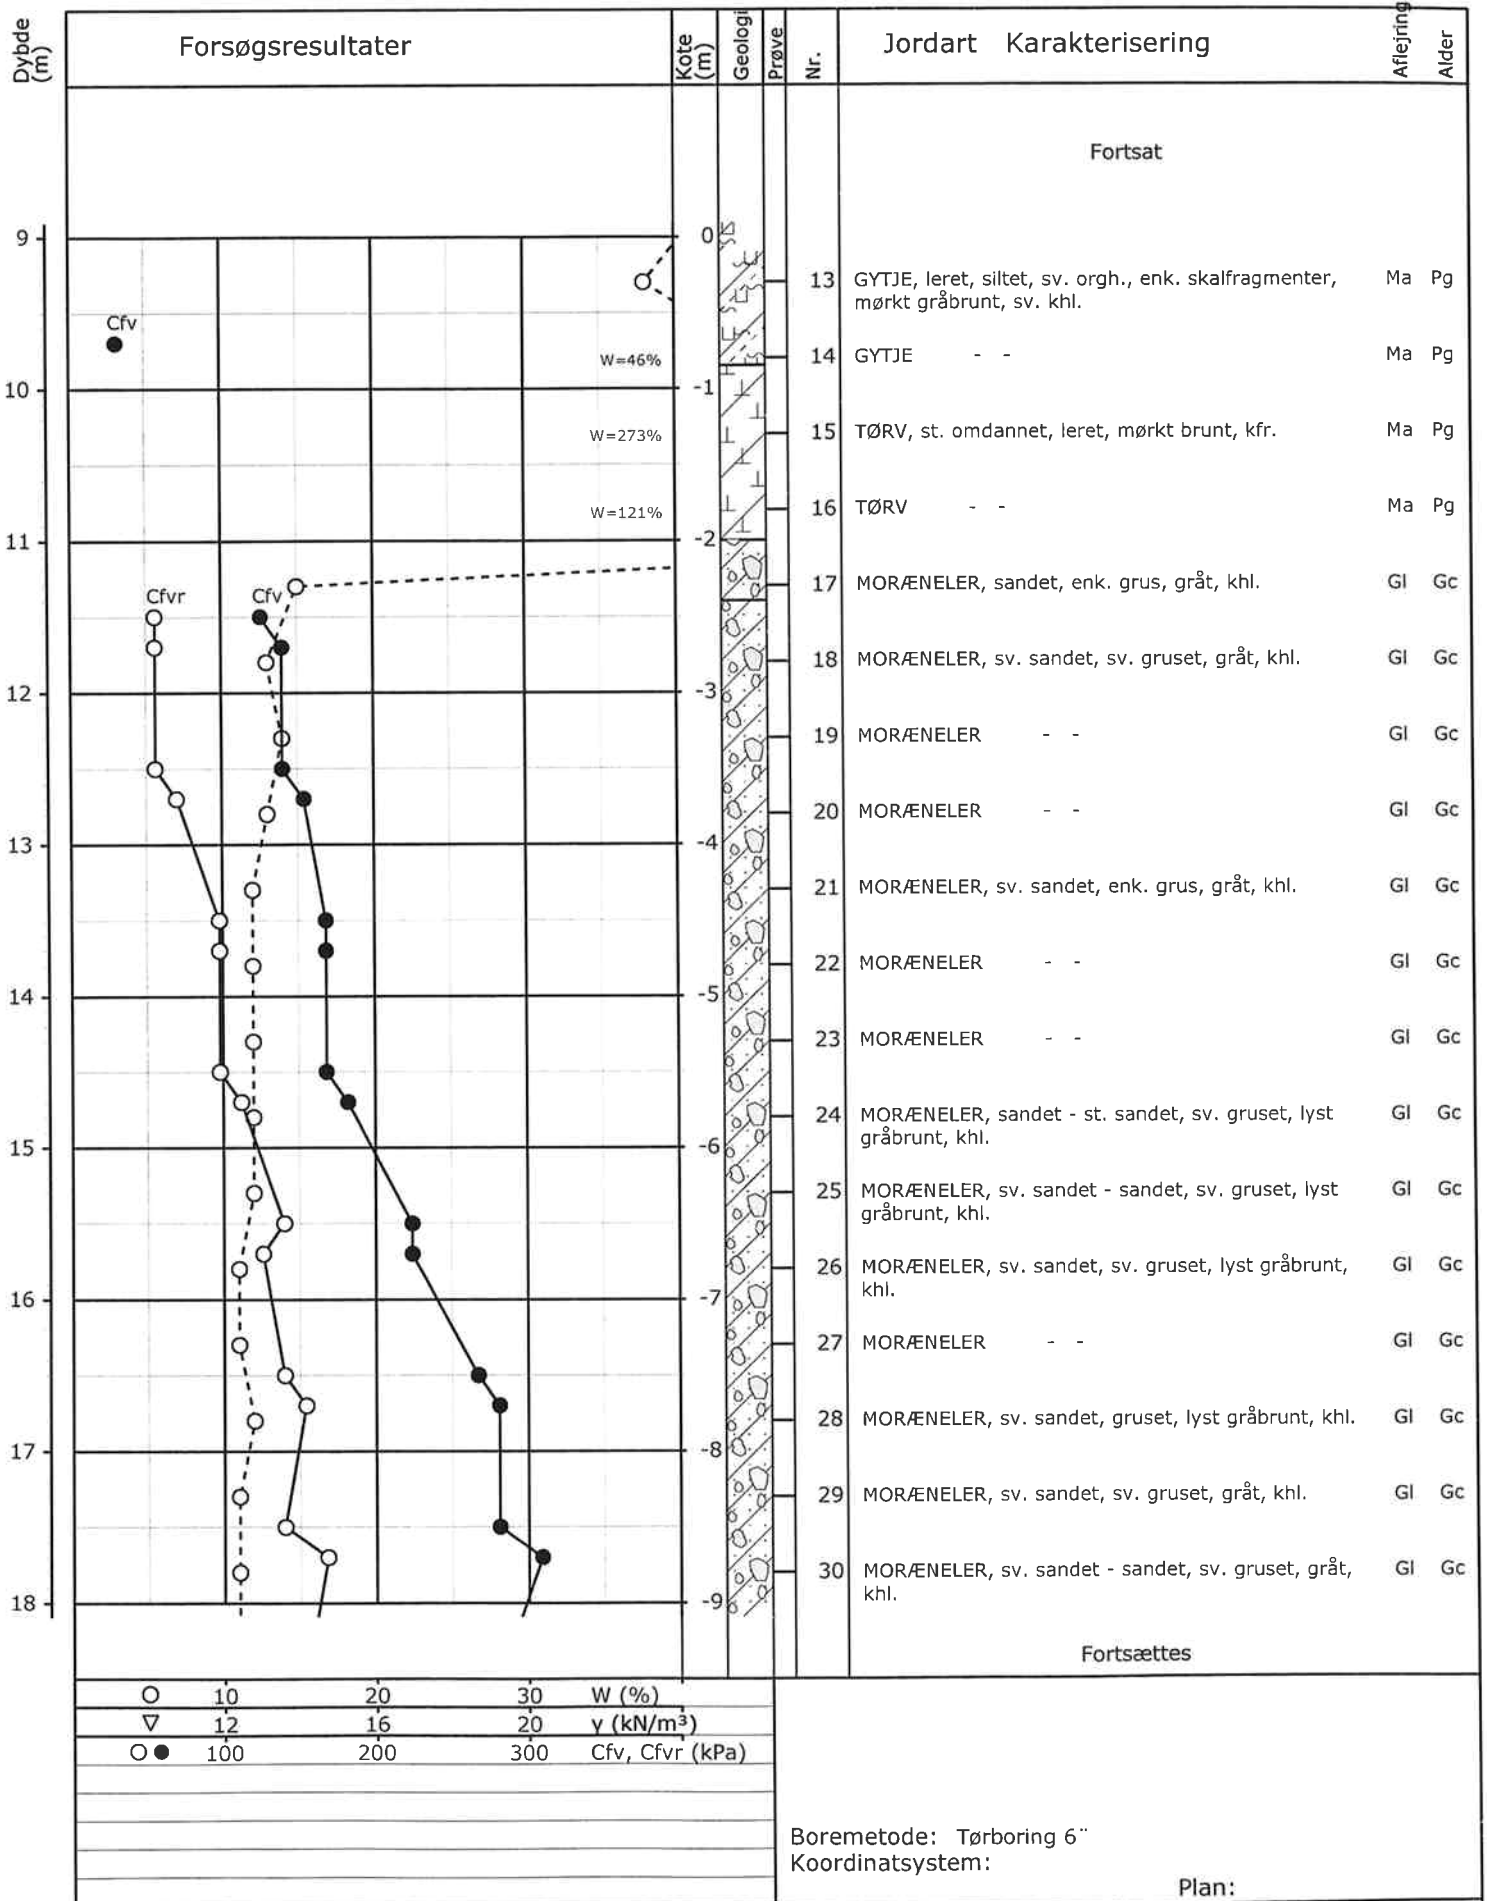 Dybde (m)
Forsøgsresultater
Kote (m)
Geologi
Prøve
Nr.
Jordart Karakterisering
Aflejring
Alder
Fortsat
9
0
13 GYTJE, leret, siltet, sv. orgh., enk. skalfragmenter, Ma Pg
mørkt gråbrunt, sv. khl.
Cfv
W=46%
14 GYTJE - - Ma Pg
10
-1
W=273%
15 TØRV, st. omdannet, leret, mørkt brunt, kfr. Ma Pg
W=121%
16 TØRV - - Ma Pg
11
-2
Cfvr
Cfv
17 MORÆNELER, sandet, enk. grus, gråt, khl. Gl Gc
18 MORÆNELER, sv. sandet, sv. gruset, gråt, khl. Gl Gc
12
-3
19 MORÆNELER - - Gl Gc
20 MORÆNELER - - Gl Gc
13
-4
21 MORÆNELER, sv. sandet, enk. grus, gråt, khl. Gl Gc
22 MORÆNELER - - Gl Gc
14
-5
23 MORÆNELER - - Gl Gc
24 MORÆNELER, sandet - st. sandet, sv. gruset, lyst Gl Gc
gråbrunt, khl.
15
-6
25 MORÆNELER, sv. sandet - sandet, sv. gruset, lyst Gl Gc
gråbrunt, khl.
26 MORÆNELER, sv. sandet, sv. gruset, lyst gråbrunt, Gl Gc
khl.
16
-7
27 MORÆNELER - - Gl Gc
28 MORÆNELER, sv. sandet, gruset, lyst gråbrunt, khl. Gl Gc
17
-8
29 MORÆNELER, sv. sandet, sv. gruset, gråt, khl. Gl Gc
30 MORÆNELER, sv. sandet - sandet, sv. gruset, gråt, Gl Gc
khl.
18
-9
Fortsættes
10 20 30 W (%)
12 16 20 γ (kN/m³)
100 200 300 Cfv, Cfvr (kPa)
Boremetode: Tørboring 6¨
Koordinatsystem:
Plan: